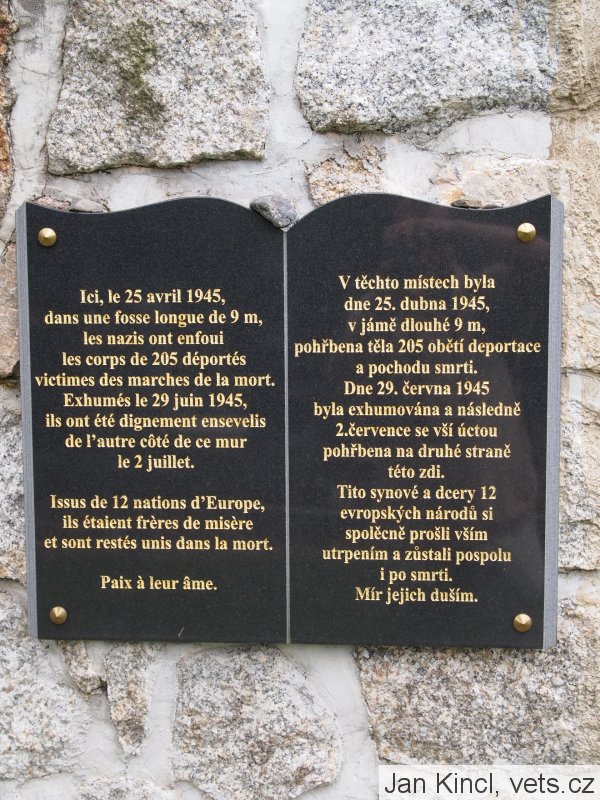 Ici, le 25 avril 1945,
dans une fosse longue de 9 m,
les nazis ont enfoui
les corps de 205 déportés
victimes des marches de la mort.
Exhumés le 29 juin 1945,
ils ont été dignement ensevelis
de l'autre côté de ce mur
le 2 juillet.
Issus de 12 nations d'Europe,
ils étaient frères de misère
et sont restés unis dans la mort.
Paix à leur âme.
V těchto místech byla
dne 25. dubna 1945,
v jámě dlouhé 9 m,
pohřbena těla 205 obětí deportace
a pochodu smrti.
Dne 29. června 1945
byla exhumována a následně
2.července se vší úctou
pohřbena na druhé straně
této zdi.
Tito synové a dcery 12
evropských národů si
spolěcně prošli vším
utrpením a zůstali pospolu
i po smrti.
Mír jejich duším.
Jan Kincl, vets.cz